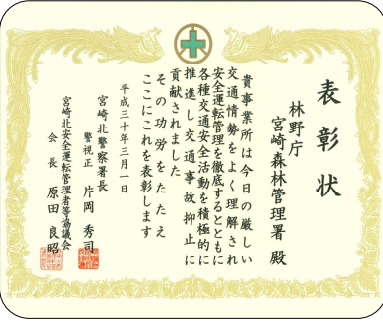 表彰状
林野庁
宮崎森林管理署 殿
貴事業所は今日の厳しい
交通情勢をよく理解され
安全運転管理を徹底するとともに
各種交通安全活動を積極的に
推進し交通事故抑止に
貢献されました
その功労をたたえ
ここにこれを表彰します
平成三十年三月一日
宮崎北警察署長
警視正 片岡秀司
宮崎北安全運転管理者等協議会
会長 原田良昭